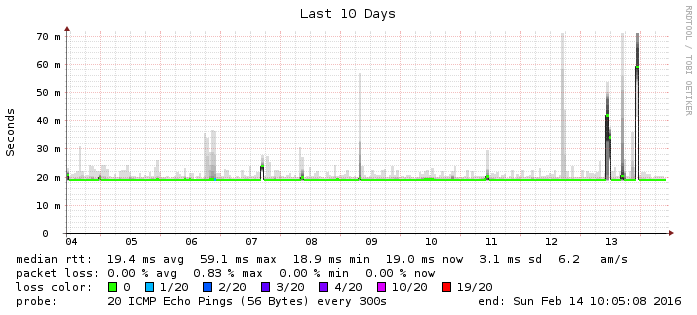 Last 10 Days
RRDTOOL / TOBI OETIKER
Seconds
70 m
60 m
50 m
40 m
30 m
20 m
10 m
0
04 05 06 07 08 09 10 11 12 13
median rtt: 19.4 ms avg 59.1 ms max 18.9 ms min 19.0 ms now 3.1 ms sd 6.2 am/s
packet loss: 0.00 % avg 0.83 % max 0.00 % min 0.00 % now
loss color: 0 1/20 2/20 3/20 4/20 10/20 19/20
probe: 20 ICMP Echo Pings (56 Bytes) every 300s end: Sun Feb 14 10:05:08 2016